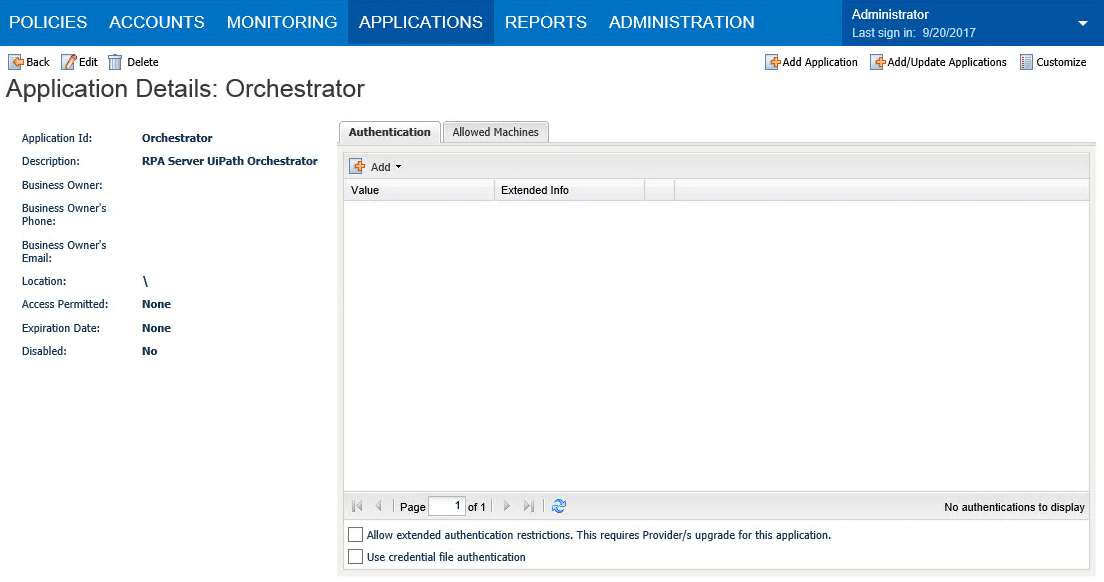 POLICIES ACCOUNTS MONITORING APPLICATIONS REPORTS ADMINISTRATION
Administrator
Last sign in: 9/20/2017
Back Edit Delete Add Application Add/Update Applications Customize
Application Details: Orchestrator
Application Id: Orchestrator
Description: RPA Server UiPath Orchestrator
Business Owner:
Business Owner's
Phone:
Business Owner's
Email:
Location: \
Access Permitted: None
Expiration Date: None
Disabled: No
Authentication Allowed Machines
Add
Value Extended Info
Page 1 of 1 No authentications to display
Allow extended authentication restrictions. This requires Provider/s upgrade for this application.
Use credential file authentication